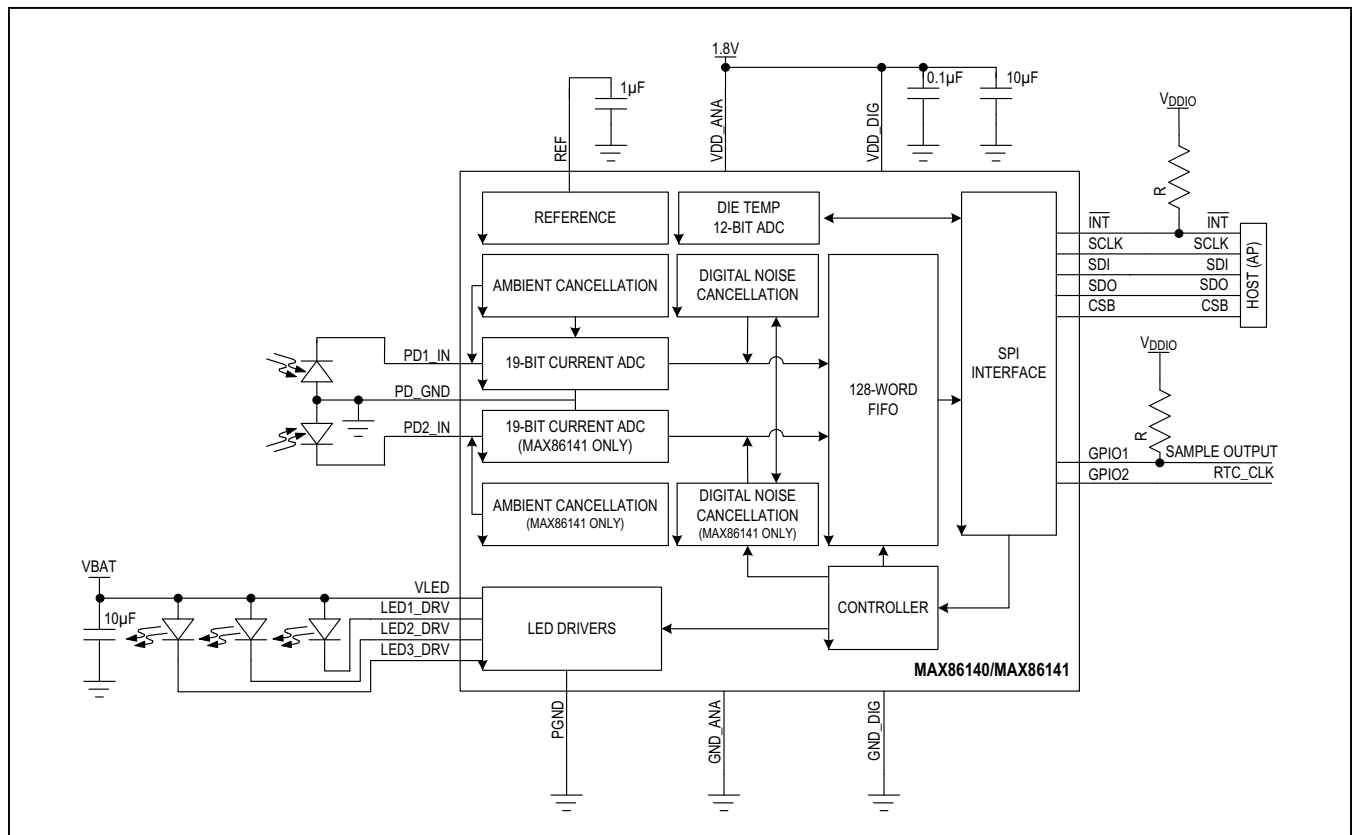 1.8V
1µF
0.1µF
10µF
VDDIO
REF
VDD_ANA
VDD_DIG
R
REFERENCE
DIE TEMP
12-BIT ADC
INT
INT
SCLK
SCLK
SDI
SDI
SDO
SDO
CSB
CSB
HOST (AP)
AMBIENT CANCELLATION
DIGITAL NOISE
CANCELLATION
PD1_IN
19-BIT CURRENT ADC
SPI
INTERFACE
VDDIO
PD_GND
128-WORD
FIFO
PD2_IN
19-BIT CURRENT ADC
(MAX86141 ONLY)
R
GPIO1
SAMPLE OUTPUT
GPIO2
RTC_CLK
AMBIENT CANCELLATION
(MAX86141 ONLY)
DIGITAL NOISE
CANCELLATION
(MAX86141 ONLY)
VBAT
10µF
VLED
LED1_DRV
LED2_DRV
LED3_DRV
LED DRIVERS
CONTROLLER
MAX86140/MAX86141
PGND
GND_ANA
GND_DIG